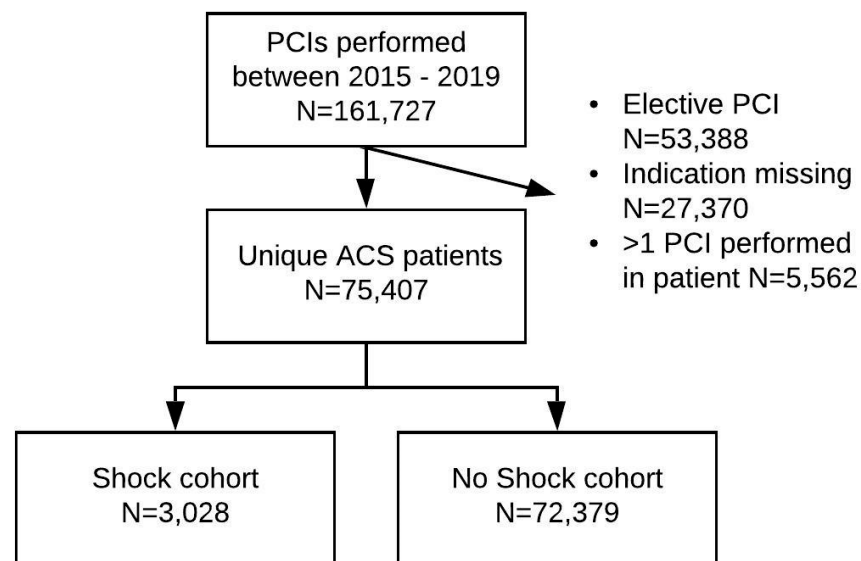 PCIs performed
between 2015 - 2019
N=161,727
• Elective PCI
N=53,388
• Indication missing
N=27,370
• >1 PCI performed
in patient N=5,562
Unique ACS patients
N=75,407
Shock cohort
N=3,028
No Shock cohort
N=72,379